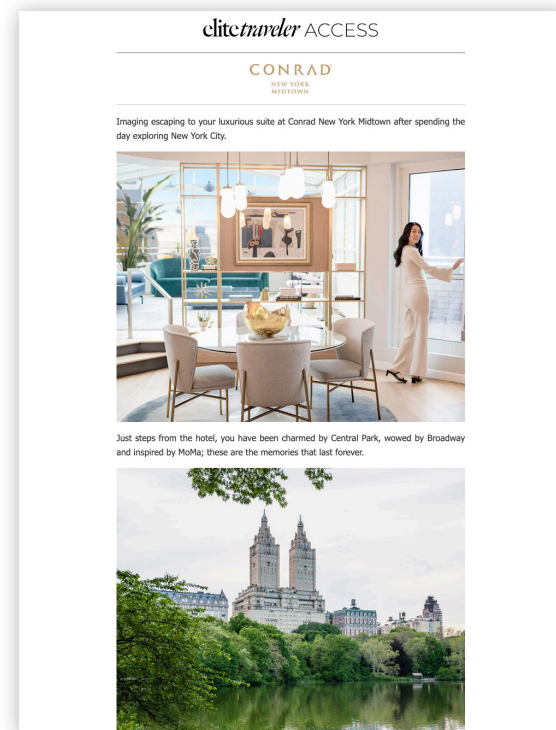 elite traveler ACCESS
CONRAD
NEW YORK
MIDTOWN
Imaging escaping to your luxurious suite at Conrad New York Midtown after spending the
day exploring New York City.
Just steps from the hotel, you have been charmed by Central Park, wowed by Broadway
and inspired by MoMa; these are the memories that last forever.